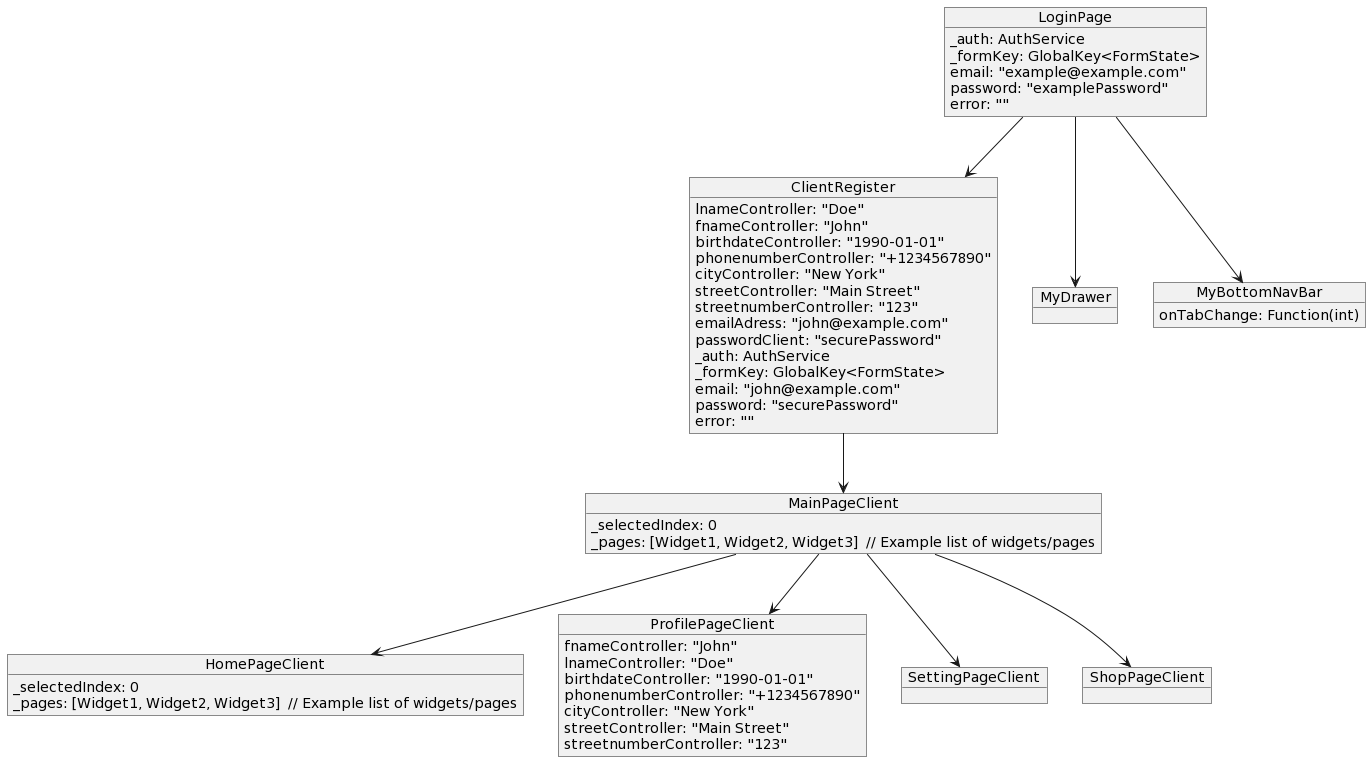 LoginPage
_auth: AuthService
_formKey: GlobalKey<FormState>
email: "example@example.com"
password: "examplePassword"
error: ""
ClientRegister
lnameController: "Doe"
fnameController: "John"
birthdateController: "1990-01-01"
phonenumberController: "+1234567890"
cityController: "New York"
streetController: "Main Street"
streetnumberController: "123"
emailAdress: "john@example.com"
passwordClient: "securePassword"
_auth: AuthService
_formKey: GlobalKey<FormState>
email: "john@example.com"
password: "securePassword"
error: ""
MyDrawer
MyBottomNavBar
onTabChange: Function(int)
MainPageClient
_selectedIndex: 0
_pages: [Widget1, Widget2, Widget3]  // Example list of widgets/pages
HomePageClient
_selectedIndex: 0
_pages: [Widget1, Widget2, Widget3]  // Example list of widgets/pages
ProfilePageClient
fnameController: "John"
lnameController: "Doe"
birthdateController: "1990-01-01"
phonenumberController: "+1234567890"
cityController: "New York"
streetController: "Main Street"
streetnumberController: "123"
SettingPageClient
ShopPageClient